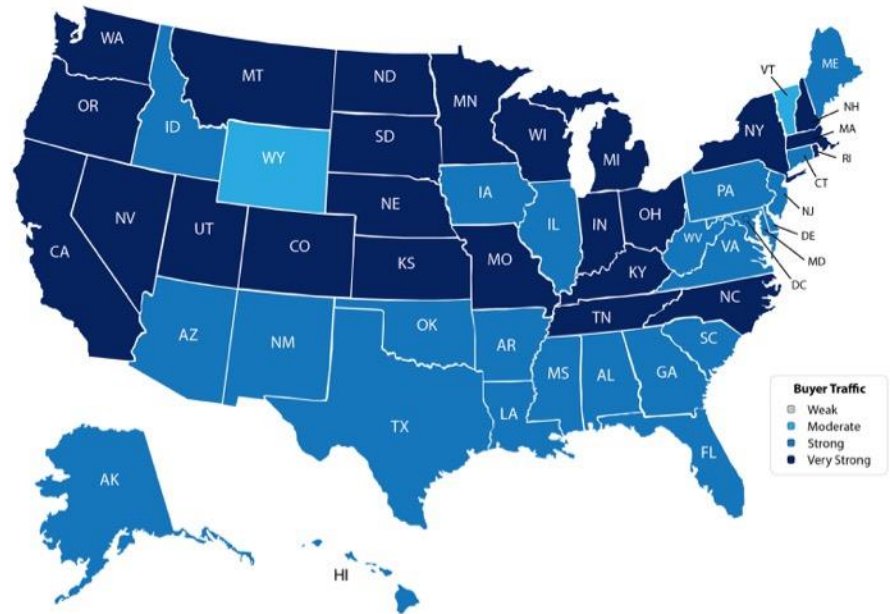 WA
MT
ND
MN
VT
ME
OR
ID
SD
WI
NY
NH
MA
WY
MI
RI
CT
NE
IA
PA
NV
UT
CO
IL
IN
OH
NJ
CA
KS
MO
WV
VA
DE
MD
KY
DC
NC
AZ
NM
OK
AR
TN
SC
MS
AL
GA
TX
LA
FL
AK
HI
Buyer Traffic
Weak
Moderate
Strong
Very Strong